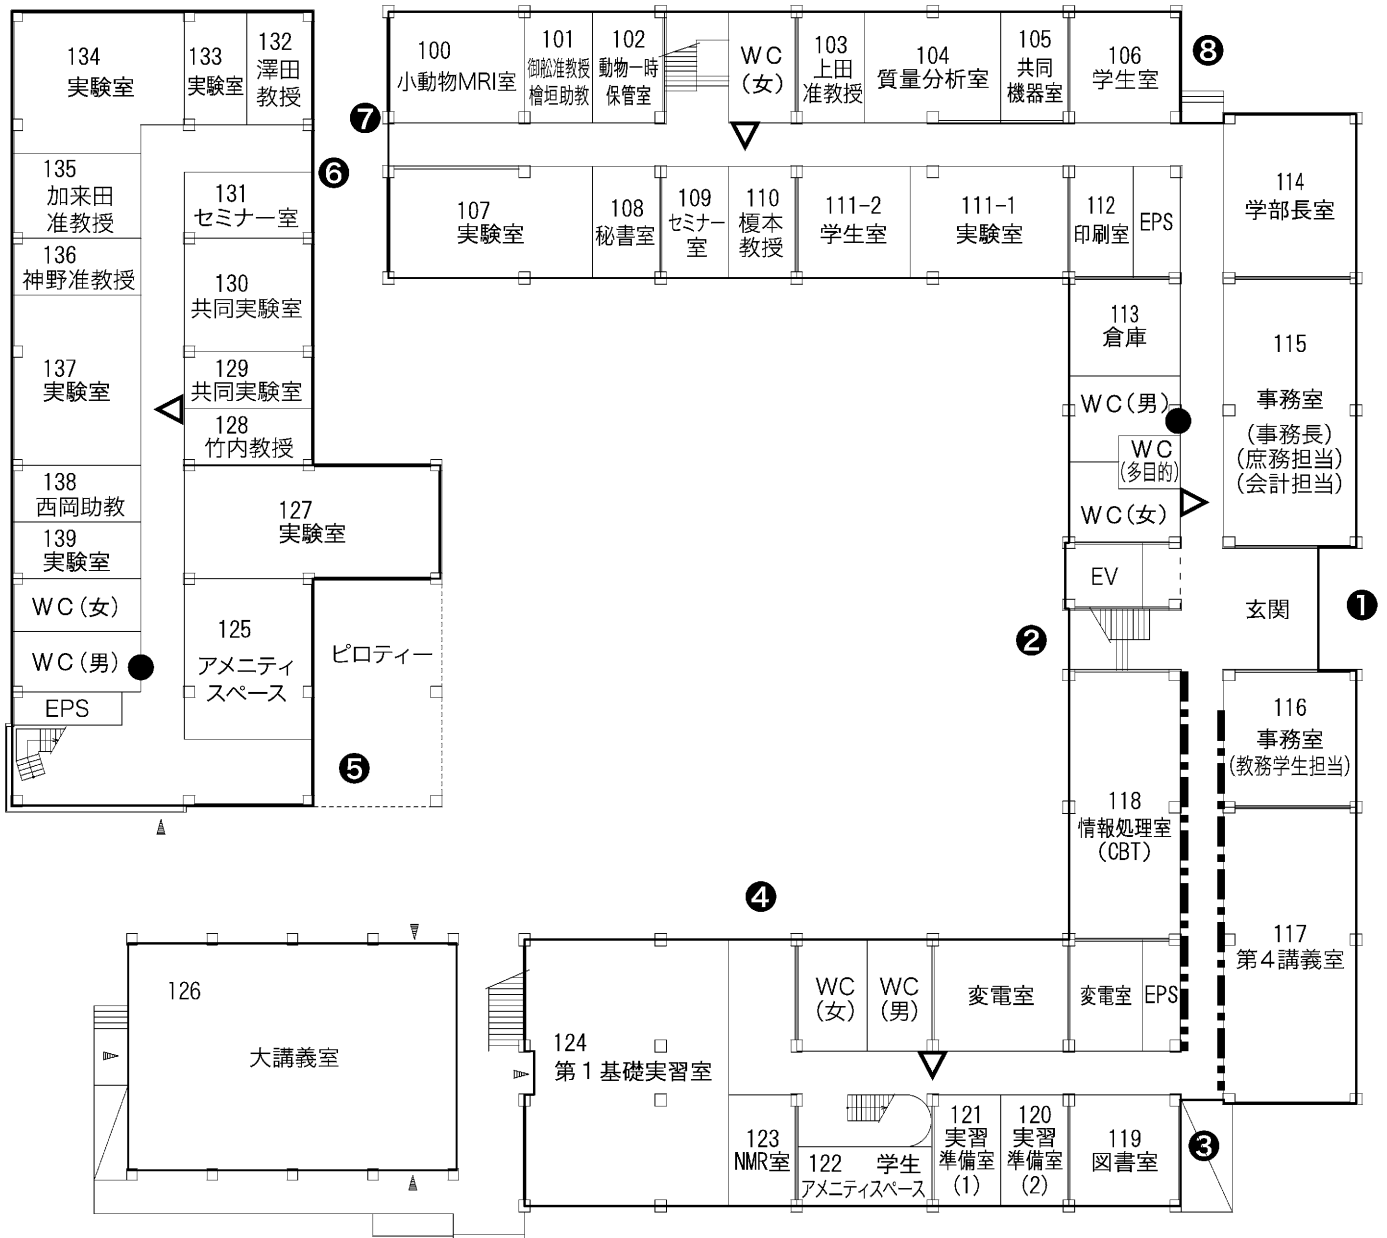 134
実験室
133
実験室
132
澤田
教授
135
加来田
准教授
131
セミナー室
136
神野准教授
130
共同実験室
137
実験室
129
共同実験室
128
竹内教授
138
西岡助教
127
実験室
139
実験室
WC(女)
125
アメニティ
スペース
ピロティー
WC(男)
EPS
❻
❺
100
小動物MRI室
101
御舩准教授
檜垣助教
102
動物一時
保管室
WC
(女)
103
上田
准教授
104
質量分析室
105
共同
機器室
106
学生室
❽
❼
107
実験室
108
秘書室
109
セミナー
室
110
榎本
教授
111-2
学生室
111-1
実験室
112
印刷室
EPS
114
学部長室
113
倉庫
115
事務室
(事務長)
(庶務担当)
(会計担当)
WC(男)
WC
(多目的)
WC(女)
EV
玄関
❶
❷
116
事務室
(教務学生担当)
118
情報処理室
(CBT)
117
第4講義室
❹
126
大講義室
124
第1基礎実習室
WC
(女)
WC
(男)
変電室
変電室
EPS
123
NMR室
122 学生
アメニティスペース
121
実習
準備室
(1)
120
実習
準備室
(2)
119
図書室
❸